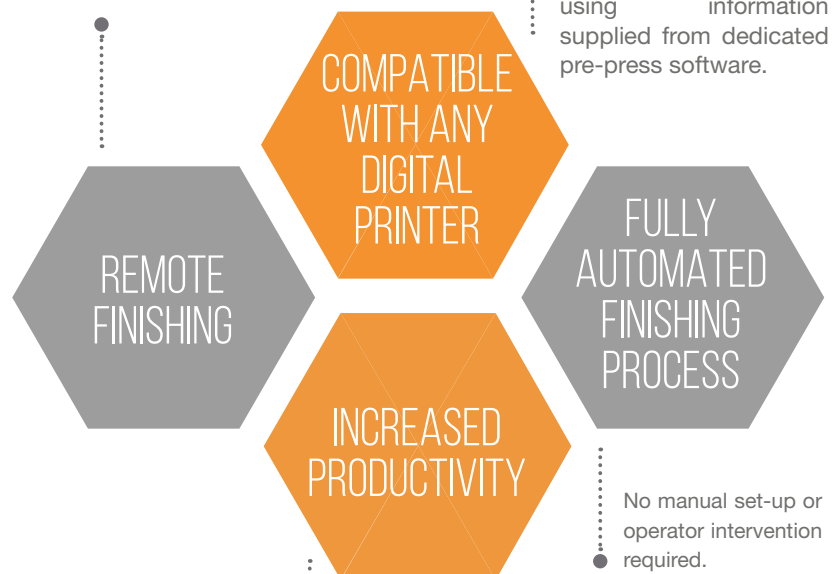 using information
supplied from dedicated
pre-press software.
COMPATIBLE
WITH ANY
DIGITAL
PRINTER
REMOTE
FINISHING
FULLY
AUTOMATED
FINISHING
PROCESS
INCREASED
PRODUCTIVITY
No manual set-up or
operator intervention
required.